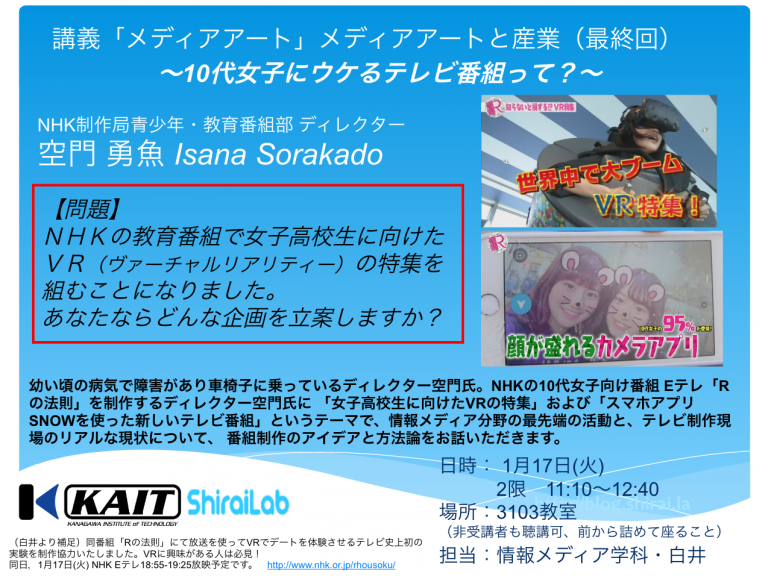 講義「メディアアート」メディアアートと産業（最終回）
〜10代女子にウケるテレビ番組って？〜
NHK制作局青少年・教育番組部 ディレクター
空門 勇魚 Isana Sorakado
【問題】
ＮＨＫの教育番組で女子高校生に向けた
ＶＲ（ヴァーチャルリアリティー）の特集を
組むことになりました。
あなたならどんな企画を立案しますか？
R 知らないと損する!? VR特集
世界中で大ブーム
VR特集！
R
95%
顔が盛れるカメラアプリ
幼い頃の病気で障害があり車椅子に乗っているディレクター空門氏。NHKの10代女子向け番組 Eテレ「R
の法則」を制作するディレクター空門氏に 「女子高校生に向けたVRの特集」および「スマホアプリ
SNOWを使った新しいテレビ番組」というテーマで、情報メディア分野の最先端の活動と、テレビ制作現
場のリアルな現状について、 番組制作のアイデアと方法論をお話いただきます。
日時： 1月17日(火)
2限　11:10〜12:40
blog.shirai.la
場所：3103教室
（非受講者も聴講可、前から詰めて座ること）
担当：情報メディア学科・白井
KAIT
KANAGAWA INSTITUTE of TECHNOLOGY
ShiraiLab
（白井より補足）同番組「Rの法則」にて放送を使ってVRでデートを体験させるテレビ史上初の
実験を制作協力いたしました。VRに興味がある人は必見！
同日、1月17日(火) NHK Eテレ18:55-19:25放映予定です。 http://www.nhk.or.jp/rhousoku/